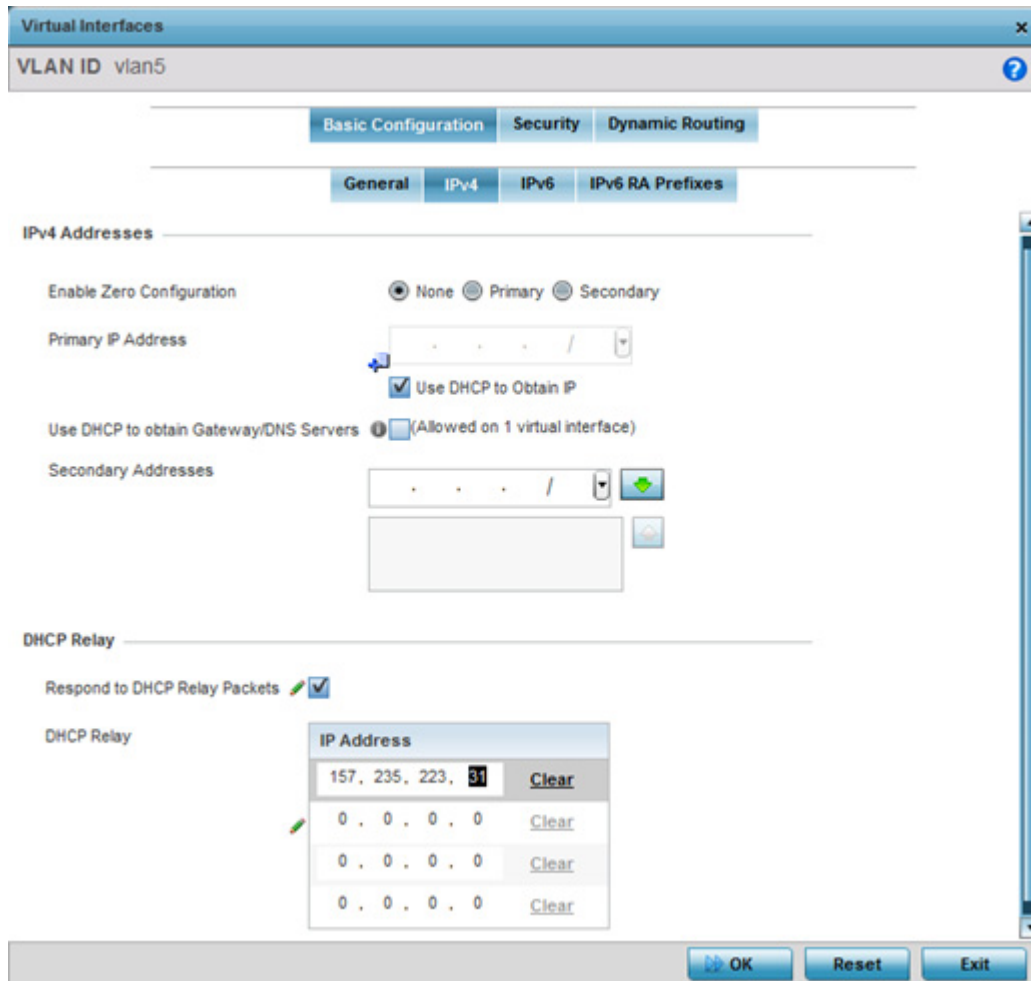 Virtual Interfaces
VLAN ID vlan5
Basic Configuration Security Dynamic Routing
General IPv4 IPv6 IPv6 RA Prefixes
IPv4 Addresses
Enable Zero Configuration None Primary Secondary
Primary IP Address . . . /
Use DHCP to Obtain IP
Use DHCP to obtain Gateway/DNS Servers (Allowed on 1 virtual interface)
Secondary Addresses . . . /
DHCP Relay
Respond to DHCP Relay Packets
DHCP Relay IP Address
157. 235. 223. 31 Clear
0 . 0 . 0 . 0 Clear
0 . 0 . 0 . 0 Clear
0 . 0 . 0 . 0 Clear
OK Reset Exit